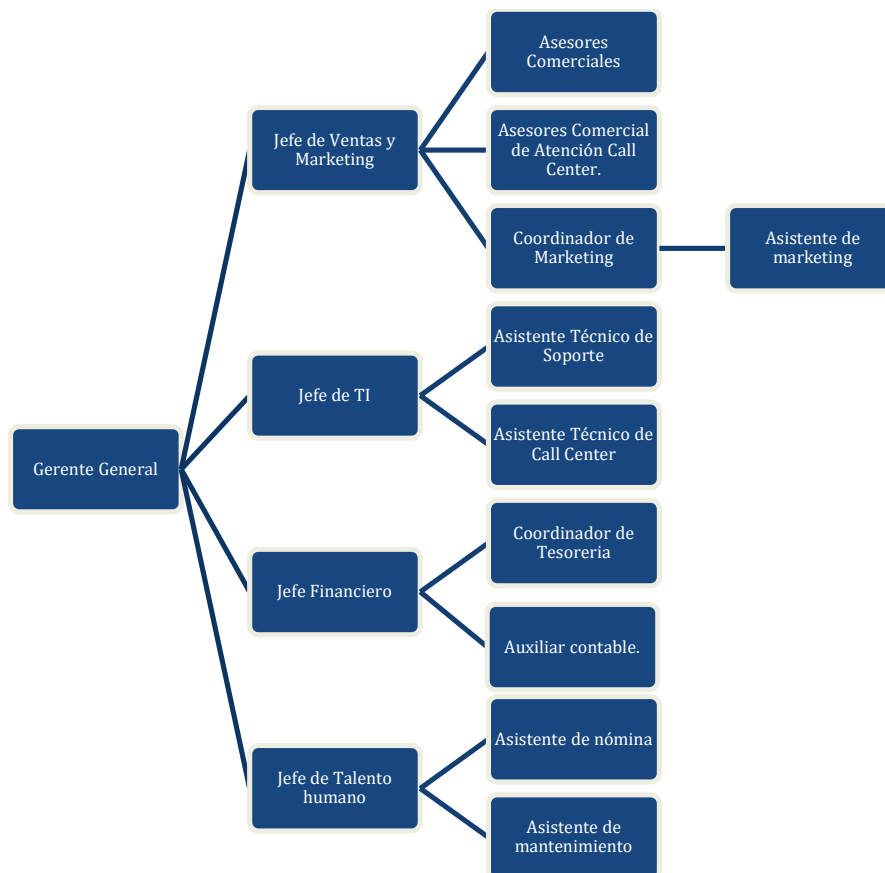 Asesores
Comerciales
Jefe de Ventas y
Marketing
Asesores Comercial
de Atención Call
Center.
Coordinador de
Marketing
Asistente de
marketing
Asistente Técnico de
Soporte
Jefe de TI
Asistente Técnico de
Call Center
Gerente General
Coordinador de
Tesoreria
Jefe Financiero
Auxiliar contable.
Asistente de nómina
Jefe de Talento
humano
Asistente de
mantenimiento